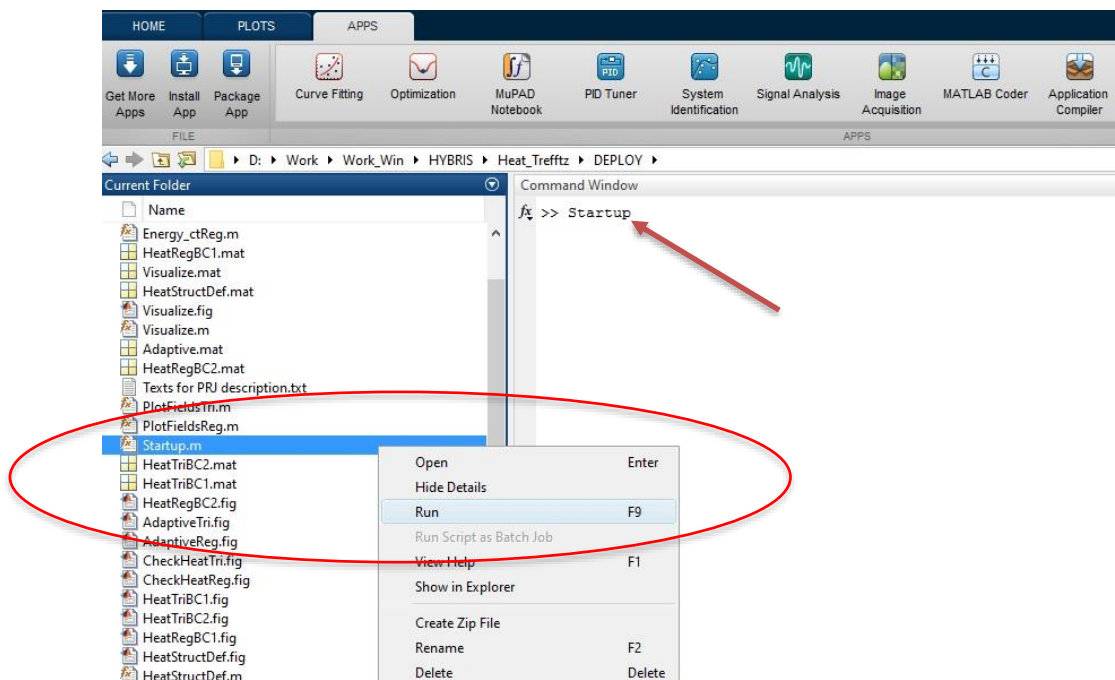 HOME PLOTS APPS
Get More Apps
Install App
Package App
Curve Fitting
Optimization
MuPAD Notebook
PID
PID Tuner
System Identification
Signal Analysis
Image Acquisition
C
MATLAB Coder
Application Compiler
FILE APPS
D: Work Work_Win HYBRIS Heat_Trefftz DEPLOY
Current Folder
Name
Energy_ctReg.m
HeatRegBC1.mat
Visualize.mat
HeatStructDef.mat
Visualize.fig
Visualize.m
Adaptive.mat
HeatRegBC2.mat
Texts for PRJ description.txt
PlotFieldsTri.m
PlotFieldsReg.m
Startup.m
HeatTriBC2.mat
HeatTriBC1.mat
HeatRegBC2.fig
AdaptiveTri.fig
AdaptiveReg.fig
CheckHeatTri.fig
CheckHeatReg.fig
HeatTriBC1.fig
HeatTriBC2.fig
HeatRegBC1.fig
HeatStructDef.fig
HeatStructDef.m
Command Window
fx >> Startup
Open Enter
Hide Details
Run F9
Run Script as Batch Job
View Help F1
Show in Explorer
Create Zip File
Rename F2
Delete Delete